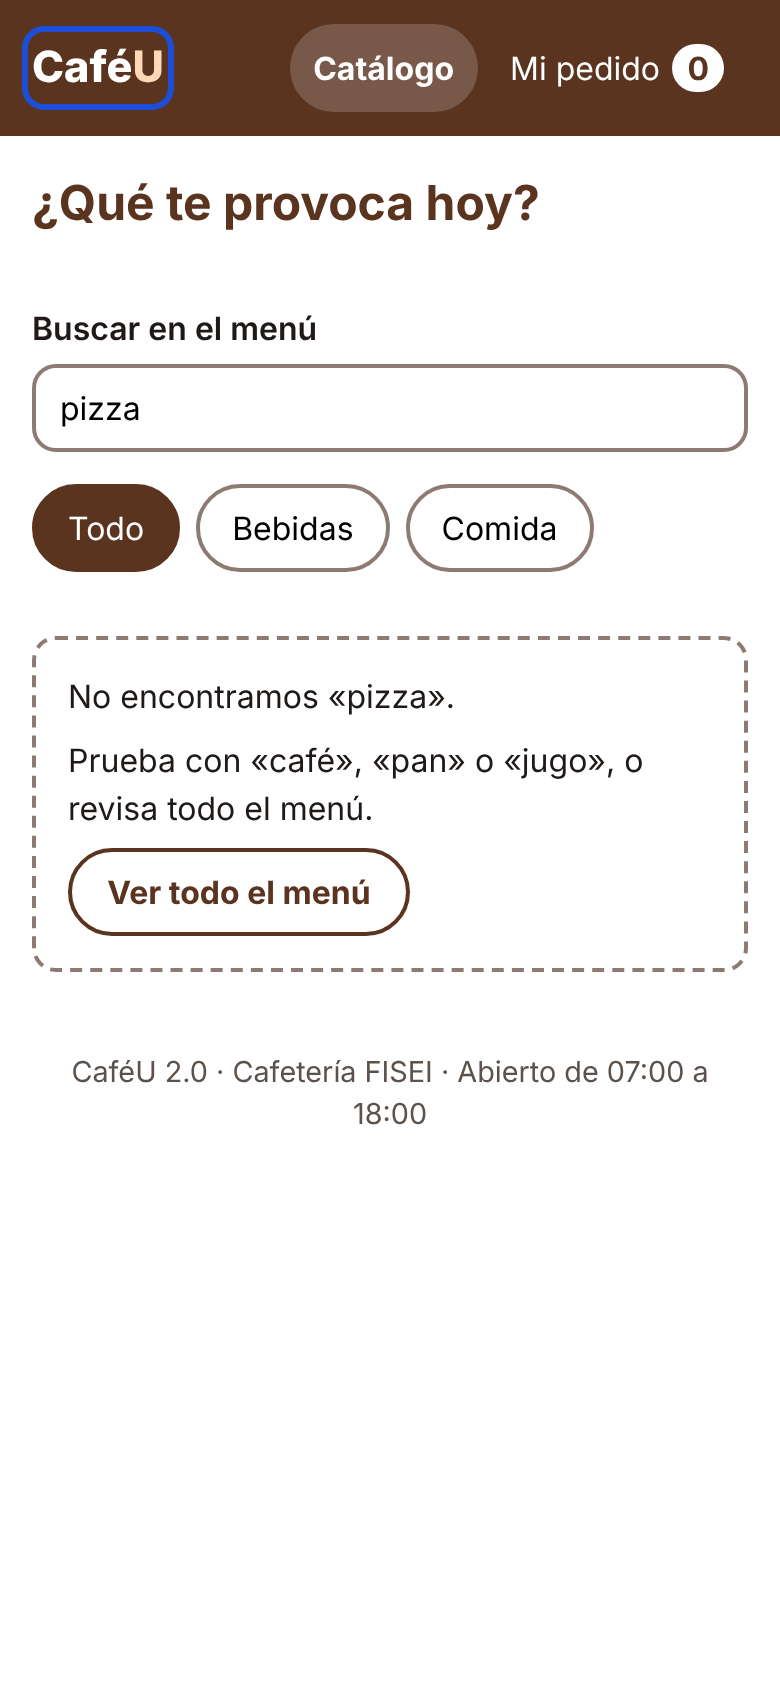 CaféU
Catálogo
Mi pedido 0
¿Qué te provoca hoy?
Buscar en el menú
pizza
Todo
Bebidas
Comida
No encontramos «pizza».
Prueba con «café», «pan» o «jugo», o
revisa todo el menú.
Ver todo el menú
CaféU 2.0 · Cafetería FISEI · Abierto de 07:00 a
18:00